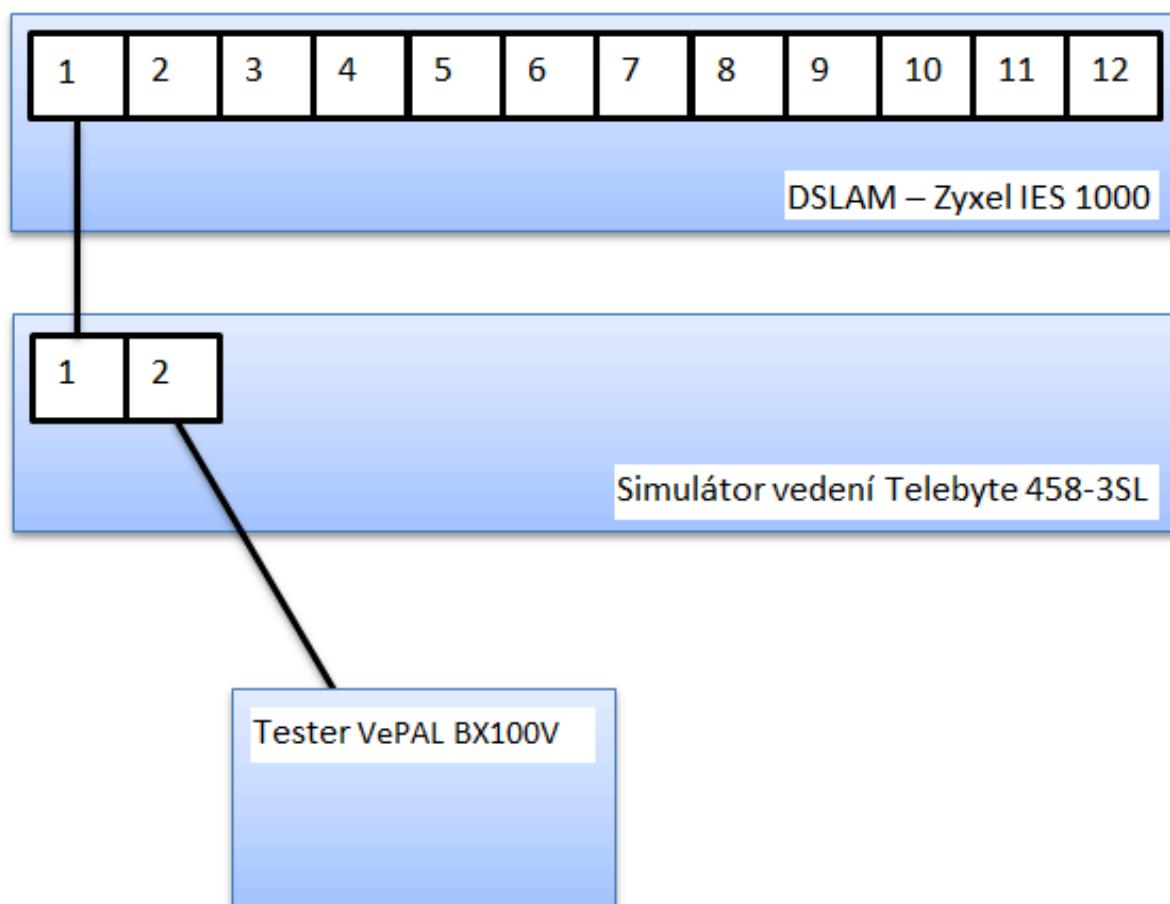 1 2 3 4 5 6 7 8 9 10 11 12
DSLAM – Zyxel IES 1000
1 2
Simulátor vedení Telebyte 458-3SL
Tester VePAL BX100V